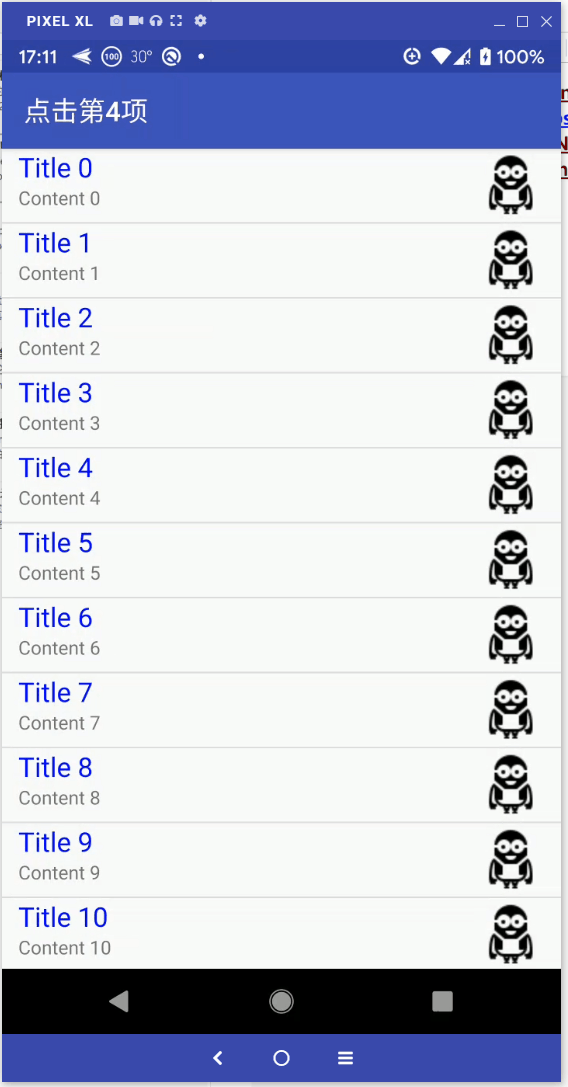 PIXEL XL
17:11 100 30° 100%
点击第4项
Title 0
Content 0
Title 1
Content 1
Title 2
Content 2
Title 3
Content 3
Title 4
Content 4
Title 5
Content 5
Title 6
Content 6
Title 7
Content 7
Title 8
Content 8
Title 9
Content 9
Title 10
Content 10